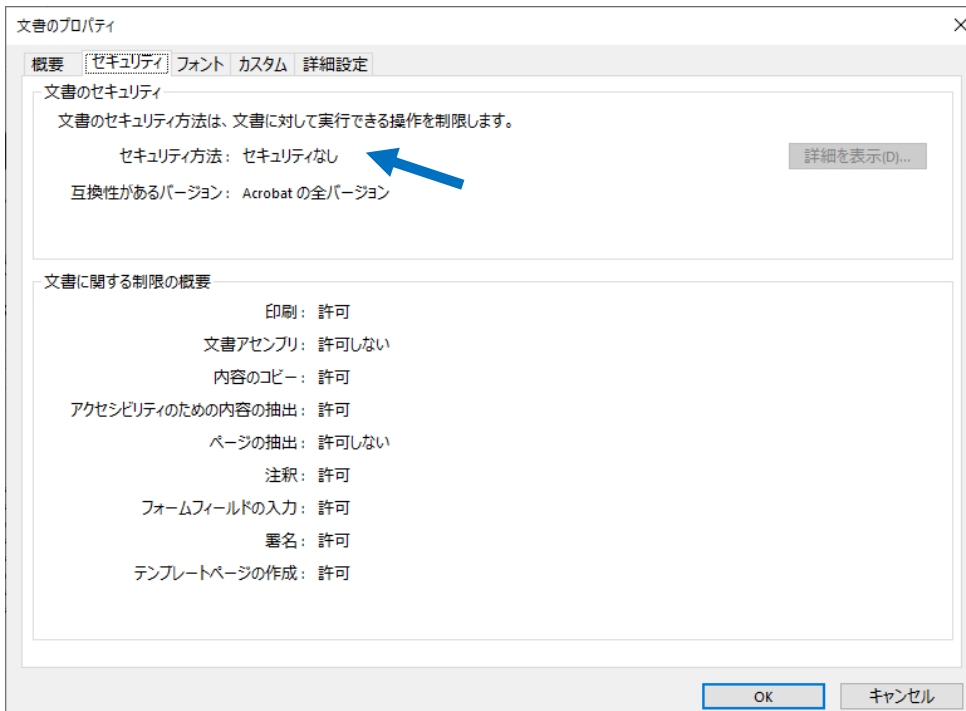 文書のプロパティ
概要 セキュリティ フォント カスタム 詳細設定
文書のセキュリティ
文書のセキュリティ方法は、文書に対して実行できる操作を制限します。
セキュリティ方法： セキュリティなし
詳細を表示(D)...
互換性があるバージョン： Acrobat の全バージョン
文書に関する制限の概要
印刷： 許可
文書アセンブリ： 許可しない
内容のコピー： 許可
アクセシビリティのための内容の抽出： 許可
ページの抽出： 許可しない
注釈： 許可
フォームフィールドの入力： 許可
署名： 許可
テンプレートページの作成： 許可
OK キャンセル